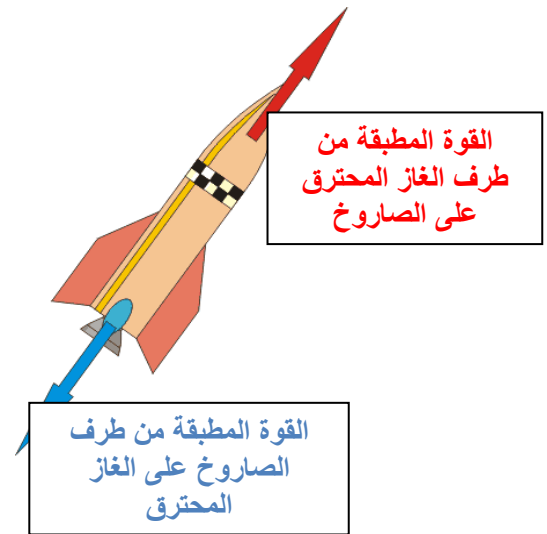 القوة المطبقة من
طرف الغاز المحترق
على الصاروخ
القوة المطبقة من طرف
الصاروخ على الغاز
المحترق